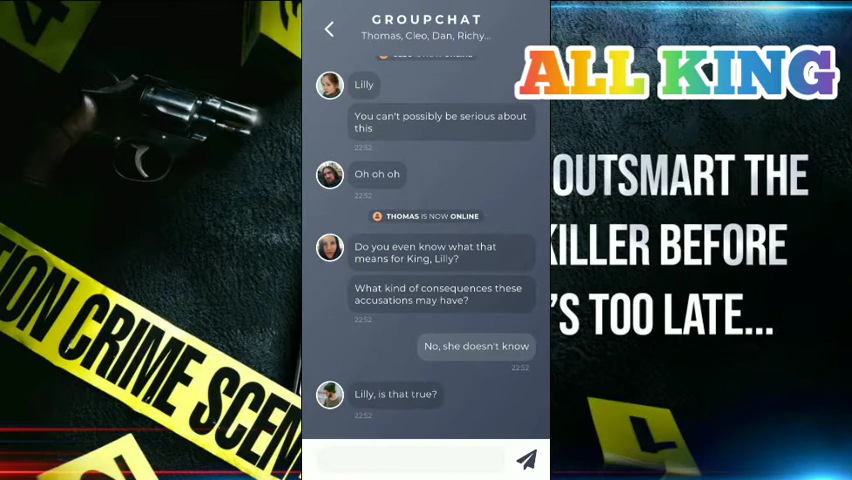 GROUPCHAT
Thomas, Cleo, Dan, Richy...
Lilly
You can't possibly be serious about
this
22:52
Oh oh oh
22:52
THOMAS IS NOW ONLINE
Do you even know what that
means for King, Lilly?
What kind of consequences these
accusations may have?
22:52
No, she doesn't know
22:52
Lilly, is that true?
22:52
ALL KING
OUTSMART THE
KILLER BEFORE
'S TOO LATE...
TION CRIME SCEN
4